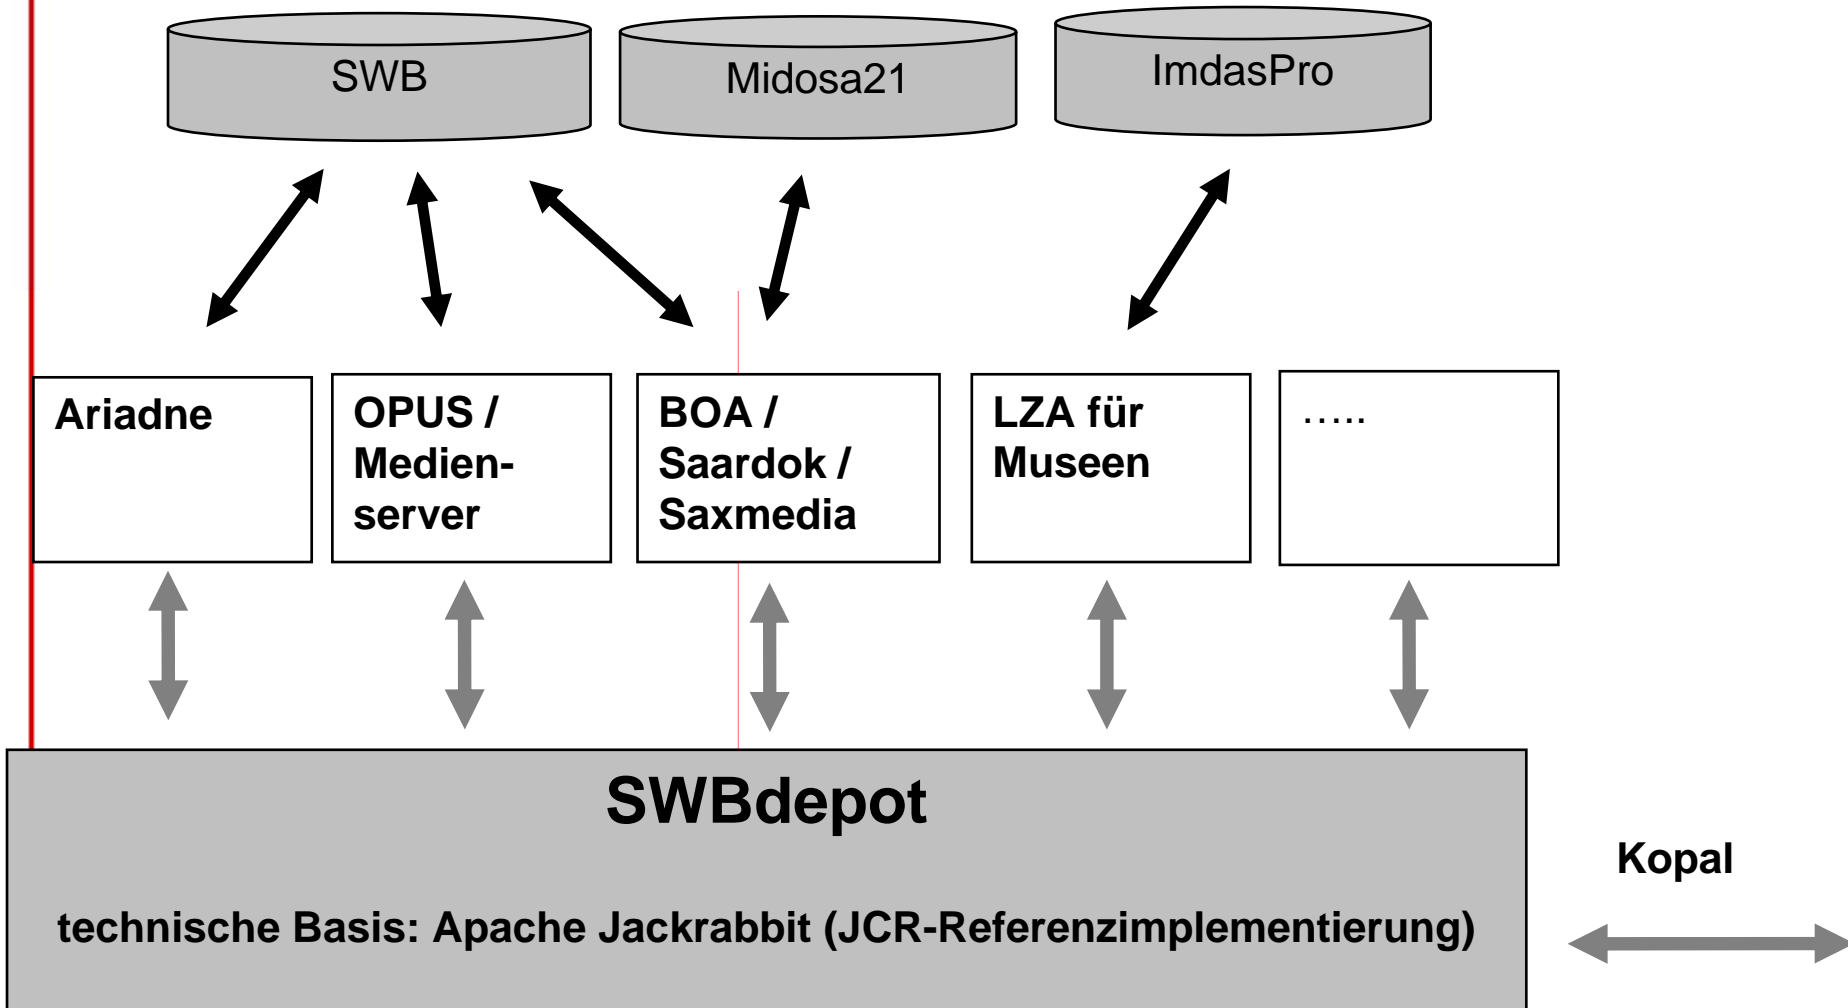 SWB
Midosa21
ImdasPro
Ariadne
OPUS /
Medien-
server
BOA /
Saardok /
Saxmedia
LZA für
Museen
…..
SWBdepot
technische Basis: Apache Jackrabbit (JCR-Referenzimplementierung)
Kopal